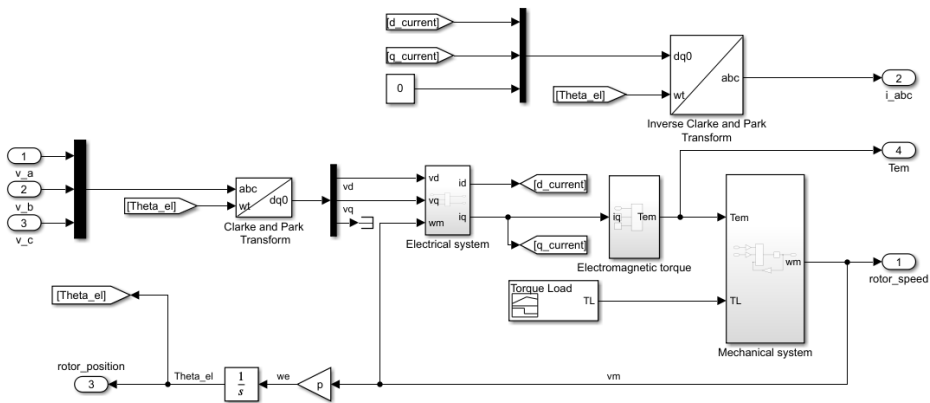 [d_current]
[q_current]
0
[Theta_el]
dq0
wt
abc
Inverse Clarke and Park
Transform
2
i_abc
1
v_a
2
v_b
3
v_c
[Theta_el]
abc
wt
dq0
Clarke and Park
Transform
vd
vq
vd
vq
wm
id
iq
Electrical system
[d_current]
[q_current]
iq
Tem
Electromagnetic torque
4
Tem
Torque Load
TL
Tem
TL
wm
Mechanical system
1
rotor_speed
[Theta_el]
rotor_position
3
Theta_el
1
s
we
p
vm